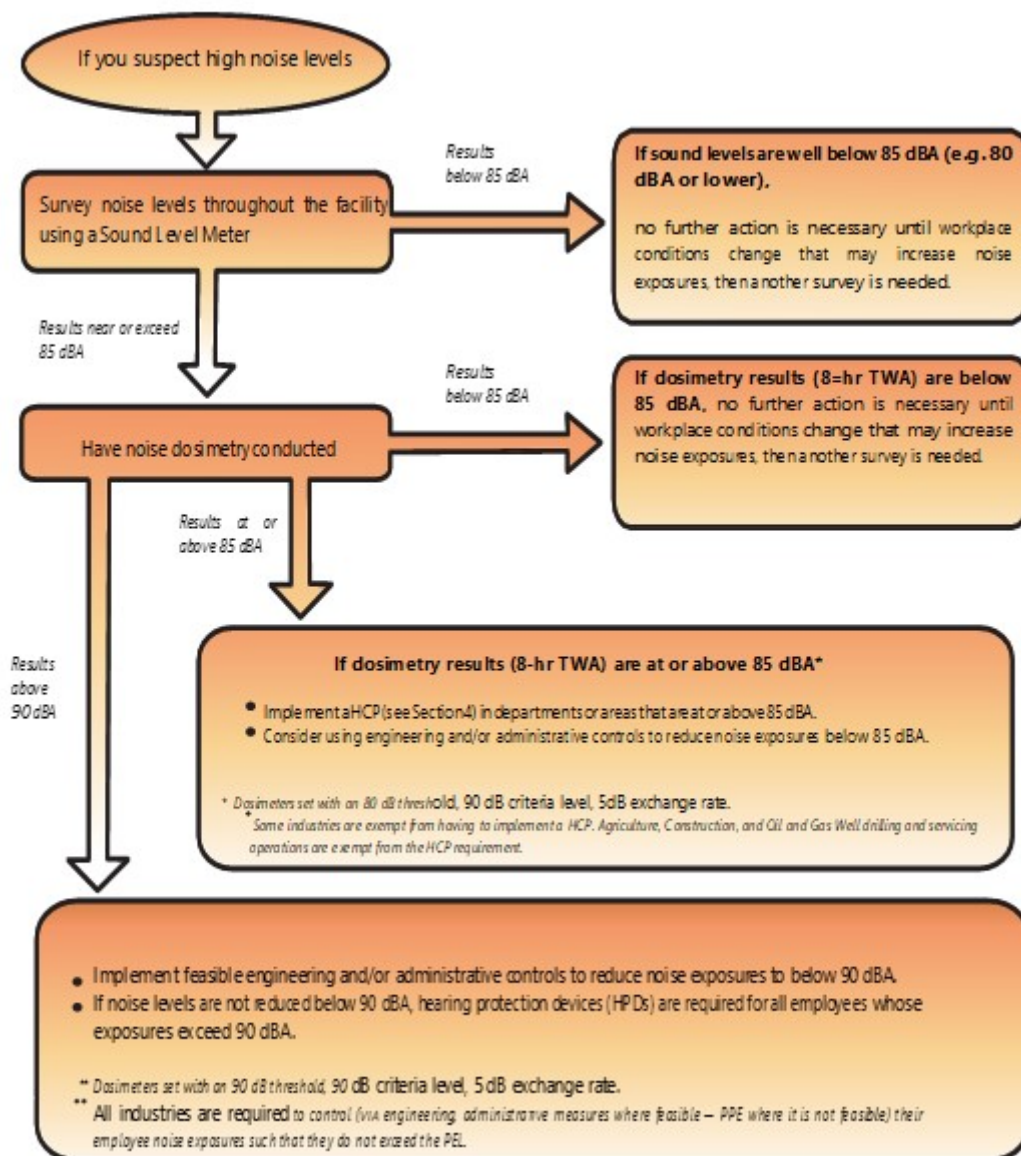 If you suspect high noise levels
Results
below 85 dBA
If sound levels are well below 85 dBA (e.g. 80
dBA or lower),
no further action is necessary until workplace
conditions change that may increase noise
exposures, then another survey is needed.
Survey noise levels throughout the facility
using a Sound Level Meter
Results near or exceed
85 dBA
Results
below 85 dBA
If dosimetry results (8=hr TWA) are below
85 dBA, no further action is necessary until
workplace conditions change that may increase
noise exposures, then another survey is needed.
Have noise dosimetry conducted
Results at or
above 85 dBA
Results
above
90 dBA
If dosimetry results (8-hr TWA) are at or above 85 dBA*
• Implement a HCP (see Section 4) in departments or areas that are at or above 85 dBA.
• Consider using engineering and/or administrative controls to reduce noise exposures below 85 dBA.
* Dosimeters set with an 80 dB threshold, 90 dB criteria level, 5dB exchange rate.
* Some industries are exempt from having to implement a HCP. Agriculture, Construction, and Oil and Gas Well drilling and servicing
operations are exempt from the HCP requirement.
• Implement feasible engineering and/or administrative controls to reduce noise exposures to below 90 dBA.
• If noise levels are not reduced below 90 dBA, hearing protection devices (HPDs) are required for all employees whose
exposures exceed 90 dBA.
** Dosimeters set with an 90 dB threshold, 90 dB criteria level, 5 dB exchange rate.
** All industries are required to control (VIA engineering, administrative measures where feasible – PPE where it is not feasible) their
employee noise exposures such that they do not exceed the PEL.